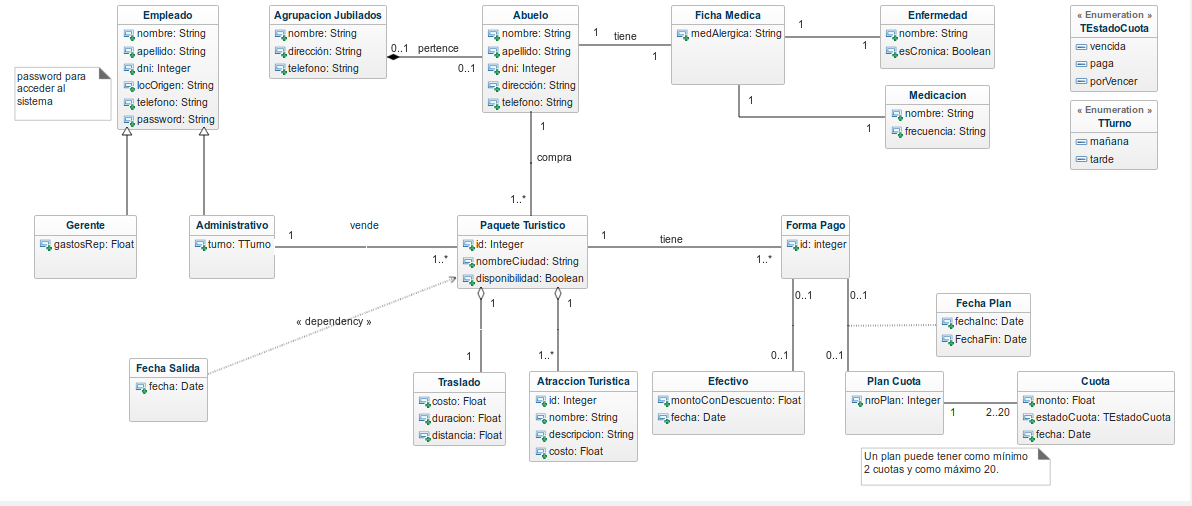 Empleado
nombre: String
apellido: String
dni: Integer
locOrigen: String
telefono: String
password: String
password para
acceder al
sistema
Agrupacion Jubilados
nombre: String
dirección: String
telefono: String
0..1
pertence
0..1
Abuelo
nombre: String
apellido: String
dni: Integer
dirección: String
telefono: String
1
tiene
1
Ficha Medica
medAlergica: String
1
1
Enfermedad
nombre: String
esCronica: Boolean
1
1
Medicacion
nombre: String
frecuencia: String
« Enumeration »
TEstadoCuota
vencida
paga
porVencer
« Enumeration »
TTurno
mañana
tarde
1
compra
1..*
Gerente
gastosRep: Float
Administrativo
turno: TTurno
1
vende
1..*
Paquete Turistico
id: Integer
nombreCiudad: String
disponibilidad: Boolean
1
tiene
1..*
Forma Pago
id: integer
« dependency »
Fecha Salida
fecha: Date
1
1
1
1..*
Traslado
costo: Float
duracion: Float
distancia: Float
Atraccion Turistica
id: Integer
nombre: String
descripcion: String
costo: Float
0..1
0..1
0..1
0..1
Fecha Plan
fechaInc: Date
FechaFin: Date
Efectivo
montoConDescuento: Float
fecha: Date
Plan Cuota
nroPlan: Integer
1
2..20
Cuota
monto: Float
estadoCuota: TEstadoCuota
fecha: Date
Un plan puede tener como mínimo
2 cuotas y como máximo 20.